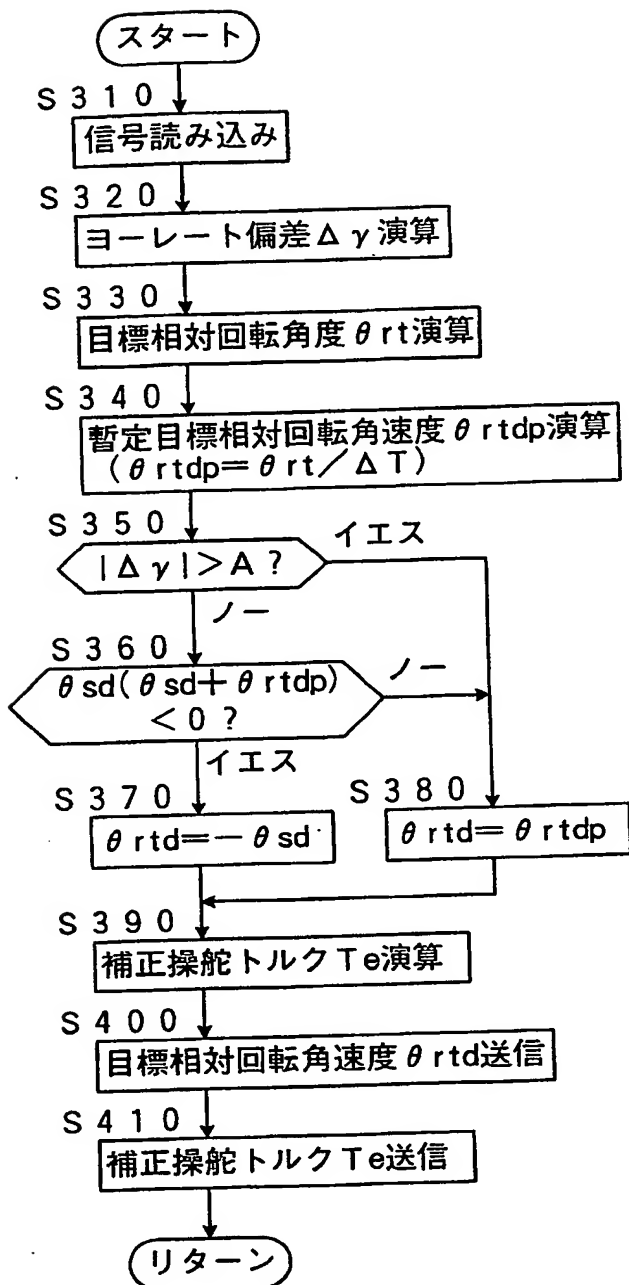 スタート
S310
信号読み込み
S320
ヨーレート偏差Δγ演算
S330
目標相対回転角度θrt演算
S340
暫定目標相対回転角速度θrtdp演算
(θrtdp=θrt/ΔT)
S350
イエス
|Δγ|>A?
ノー
S360
ノー
θsd(θsd+θrtdp)
<0?
イエス
S370
S380
θrtd=-θsd
θrtd=θrtdp
S390
補正操舵トルクTe演算
S400
目標相対回転角速度θrtd送信
S410
補正操舵トルクTe送信
リターン